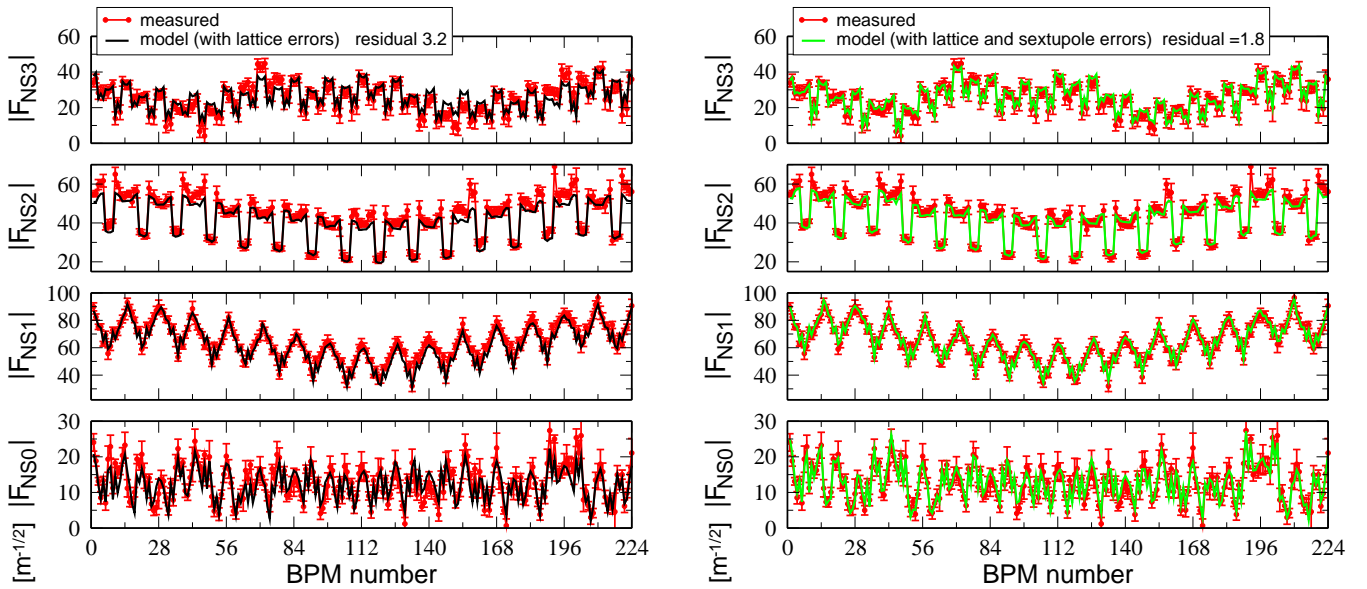 measured
model (with lattice errors) residual 3.2
60
40
20
0
|F_NS3|
60
40
20
|F_NS2|
100
80
60
40
|F_NS1|
30
20
10
0
|F_NS0|
[m^-1/2]
0 28 56 84 112 140 168 196 224
BPM number
measured
model (with lattice and sextupole errors) residual =1.8
60
40
20
0
|F_NS3|
60
40
20
|F_NS2|
100
80
60
40
|F_NS1|
30
20
10
0
|F_NS0|
[m^-1/2]
0 28 56 84 112 140 168 196 224
BPM number